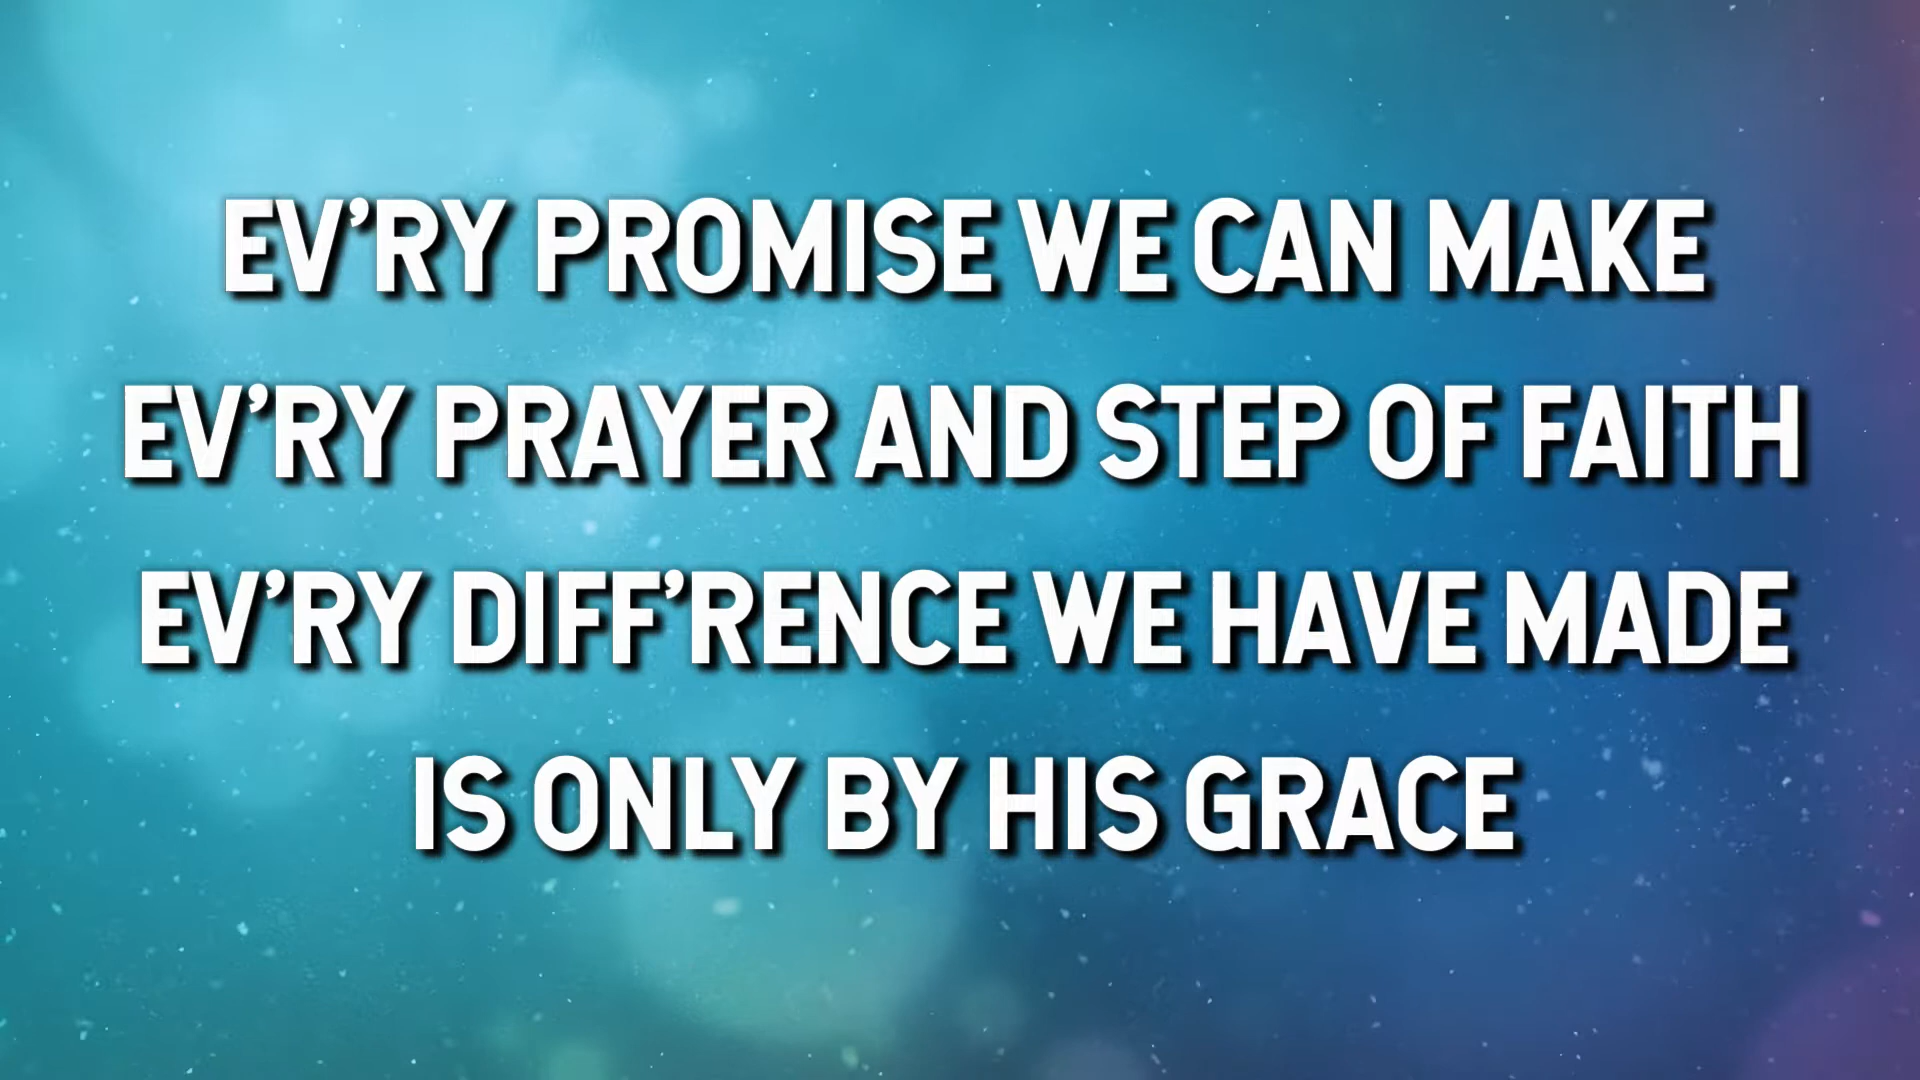 EV’RY PROMISE WE CAN MAKE
EV’RY PRAYER AND STEP OF FAITH
EV’RY DIFF’RENCE WE HAVE MADE
IS ONLY BY HIS GRACE